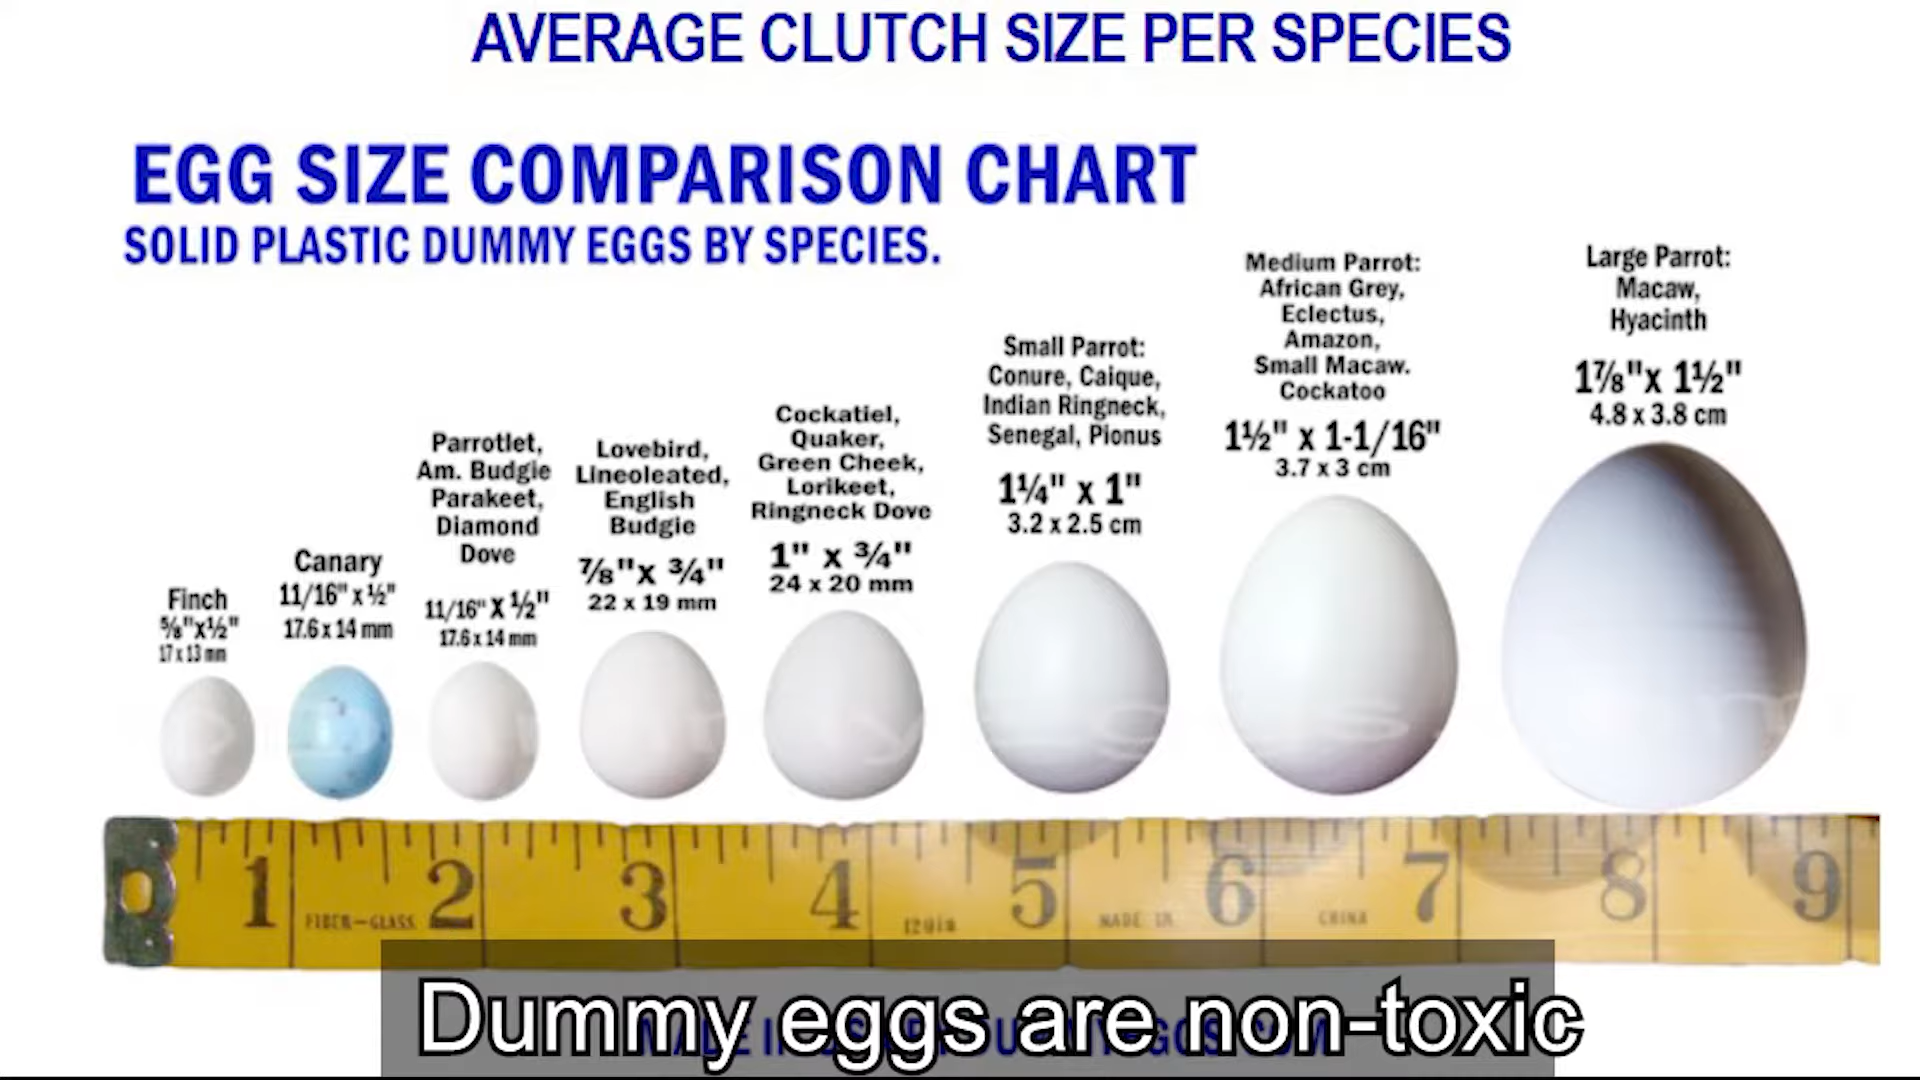 AVERAGE CLUTCH SIZE PER SPECIES
EGG SIZE COMPARISON CHART
SOLID PLASTIC DUMMY EGGS BY SPECIES.
Finch
⅝"x½"
17 x 13 mm
Canary
11/16" x ½"
17.6 x 14 mm
Parrotlet,
Am. Budgie
Parakeet,
Diamond
Dove
11/16" X ½"
17.6 x 14 mm
Lovebird,
Lineoleated,
English
Budgie
⅞"x ¾"
22 x 19 mm
Cockatiel,
Quaker,
Green Cheek,
Lorikeet,
Ringneck Dove
1" x ¾"
24 x 20 mm
Small Parrot:
Conure, Caique,
Indian Ringneck,
Senegal, Pionus
1¼" x 1"
3.2 x 2.5 cm
Medium Parrot:
African Grey,
Eclectus,
Amazon,
Small Macaw.
Cockatoo
1½" x 1-1/16"
3.7 x 3 cm
Large Parrot:
Macaw,
Hyacinth
1⅞"x 1½"
4.8 x 3.8 cm
1 2 3 4 5 6 7 8 9
FIBER-GLASS MADE IN CHINA
Dummy eggs are non-toxic